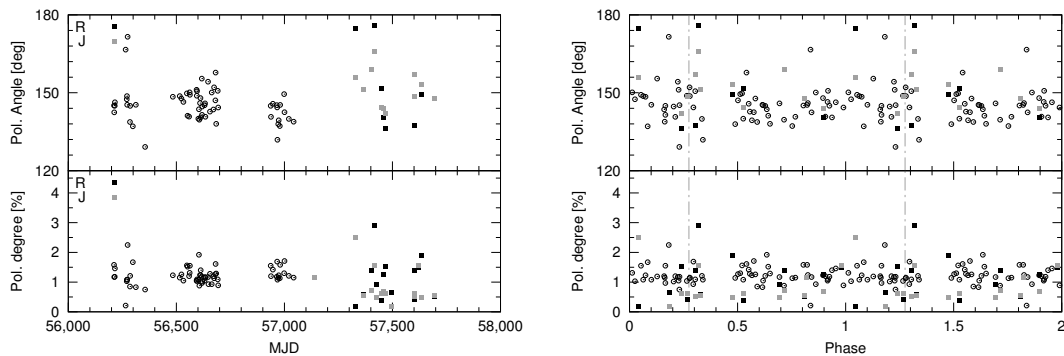 180
150
120
Pol. Angle [deg]
R
J
4
3
2
1
0
Pol. degree [%]
R
J
56,000 56,500 57,000 57,500 58,000
MJD
180
150
120
Pol. Angle [deg]
4
3
2
1
0
Pol. degree [%]
0 0.5 1 1.5 2
Phase